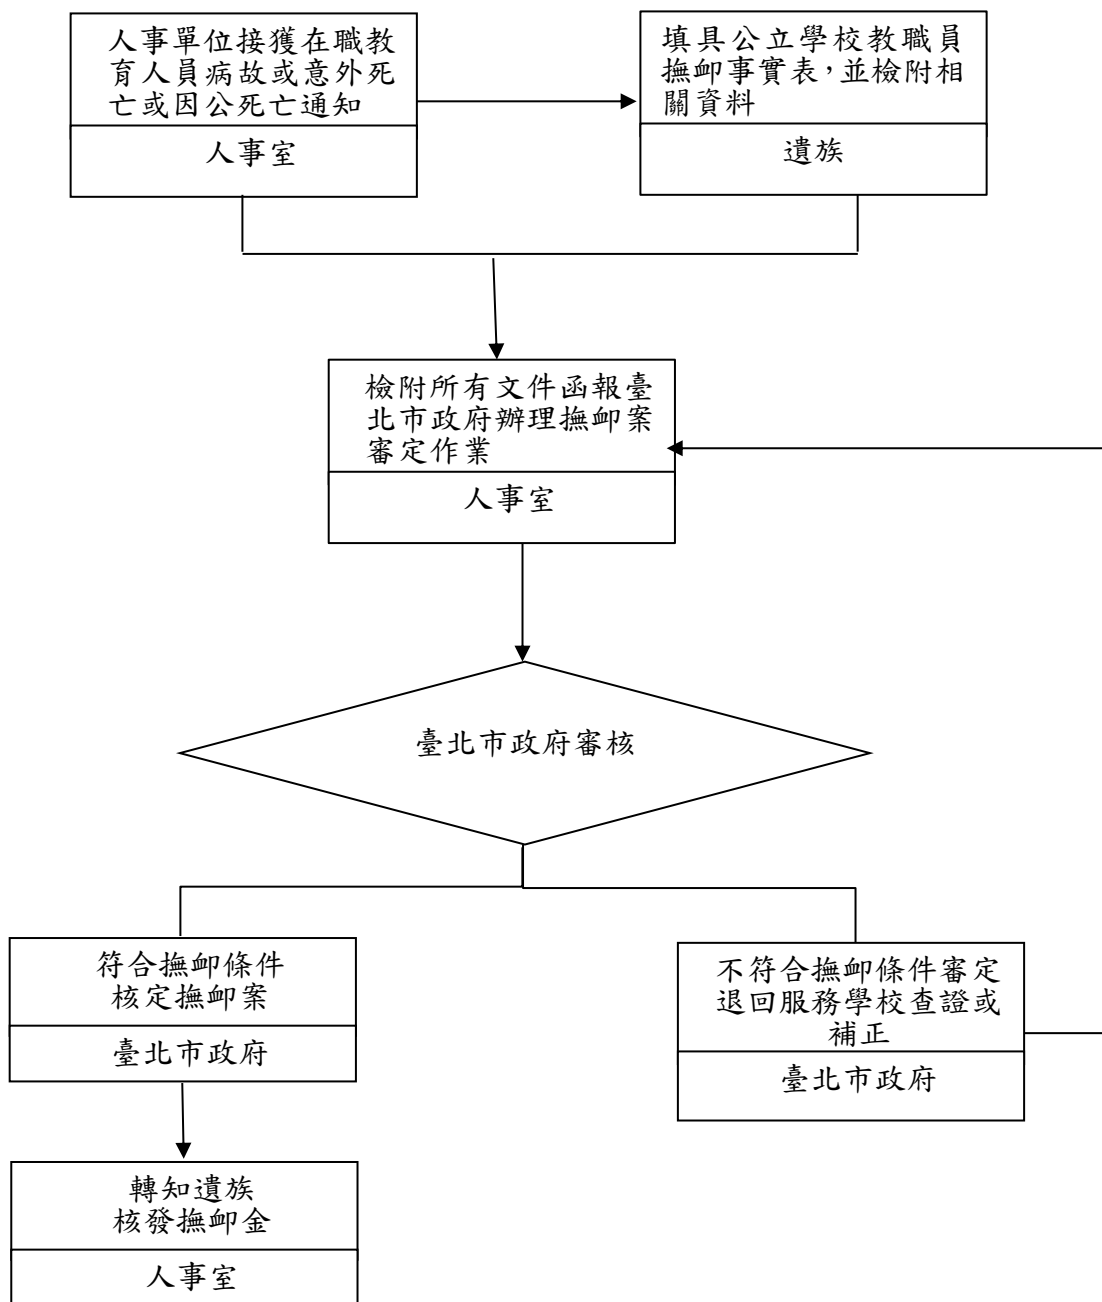 人事單位接獲在職教
育人員病故或意外死
亡或因公死亡通知
人事室
填具公立學校教職員
撫卹事實表，並檢附相
關資料
遺族
檢附所有文件函報臺
北市政府辦理撫卹案
審定作業
人事室
臺北市政府審核
符合撫卹條件
核定撫卹案
臺北市政府
不符合撫卹條件審定
退回服務學校查證或
補正
臺北市政府
轉知遺族
核發撫卹金
人事室